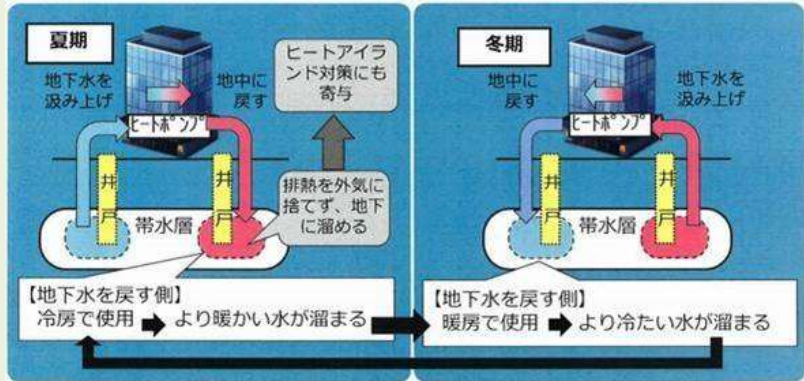 夏期
地下水を
汲み上げ
地中に
戻す
ヒートアイ
ランド対策にも
寄与
ﾋｰﾄﾎﾟﾝﾌﾟ
井戸
井戸
帯水層
排熱を外気に
捨てず、地下
に溜める
【地下水を戻す側】
冷房で使用
より暖かい水が溜まる
冬期
地中に
戻す
地下水を
汲み上げ
ﾋｰﾄﾎﾟﾝﾌﾟ
井戸
井戸
帯水層
【地下水を戻す側】
暖房で使用
より冷たい水が溜まる